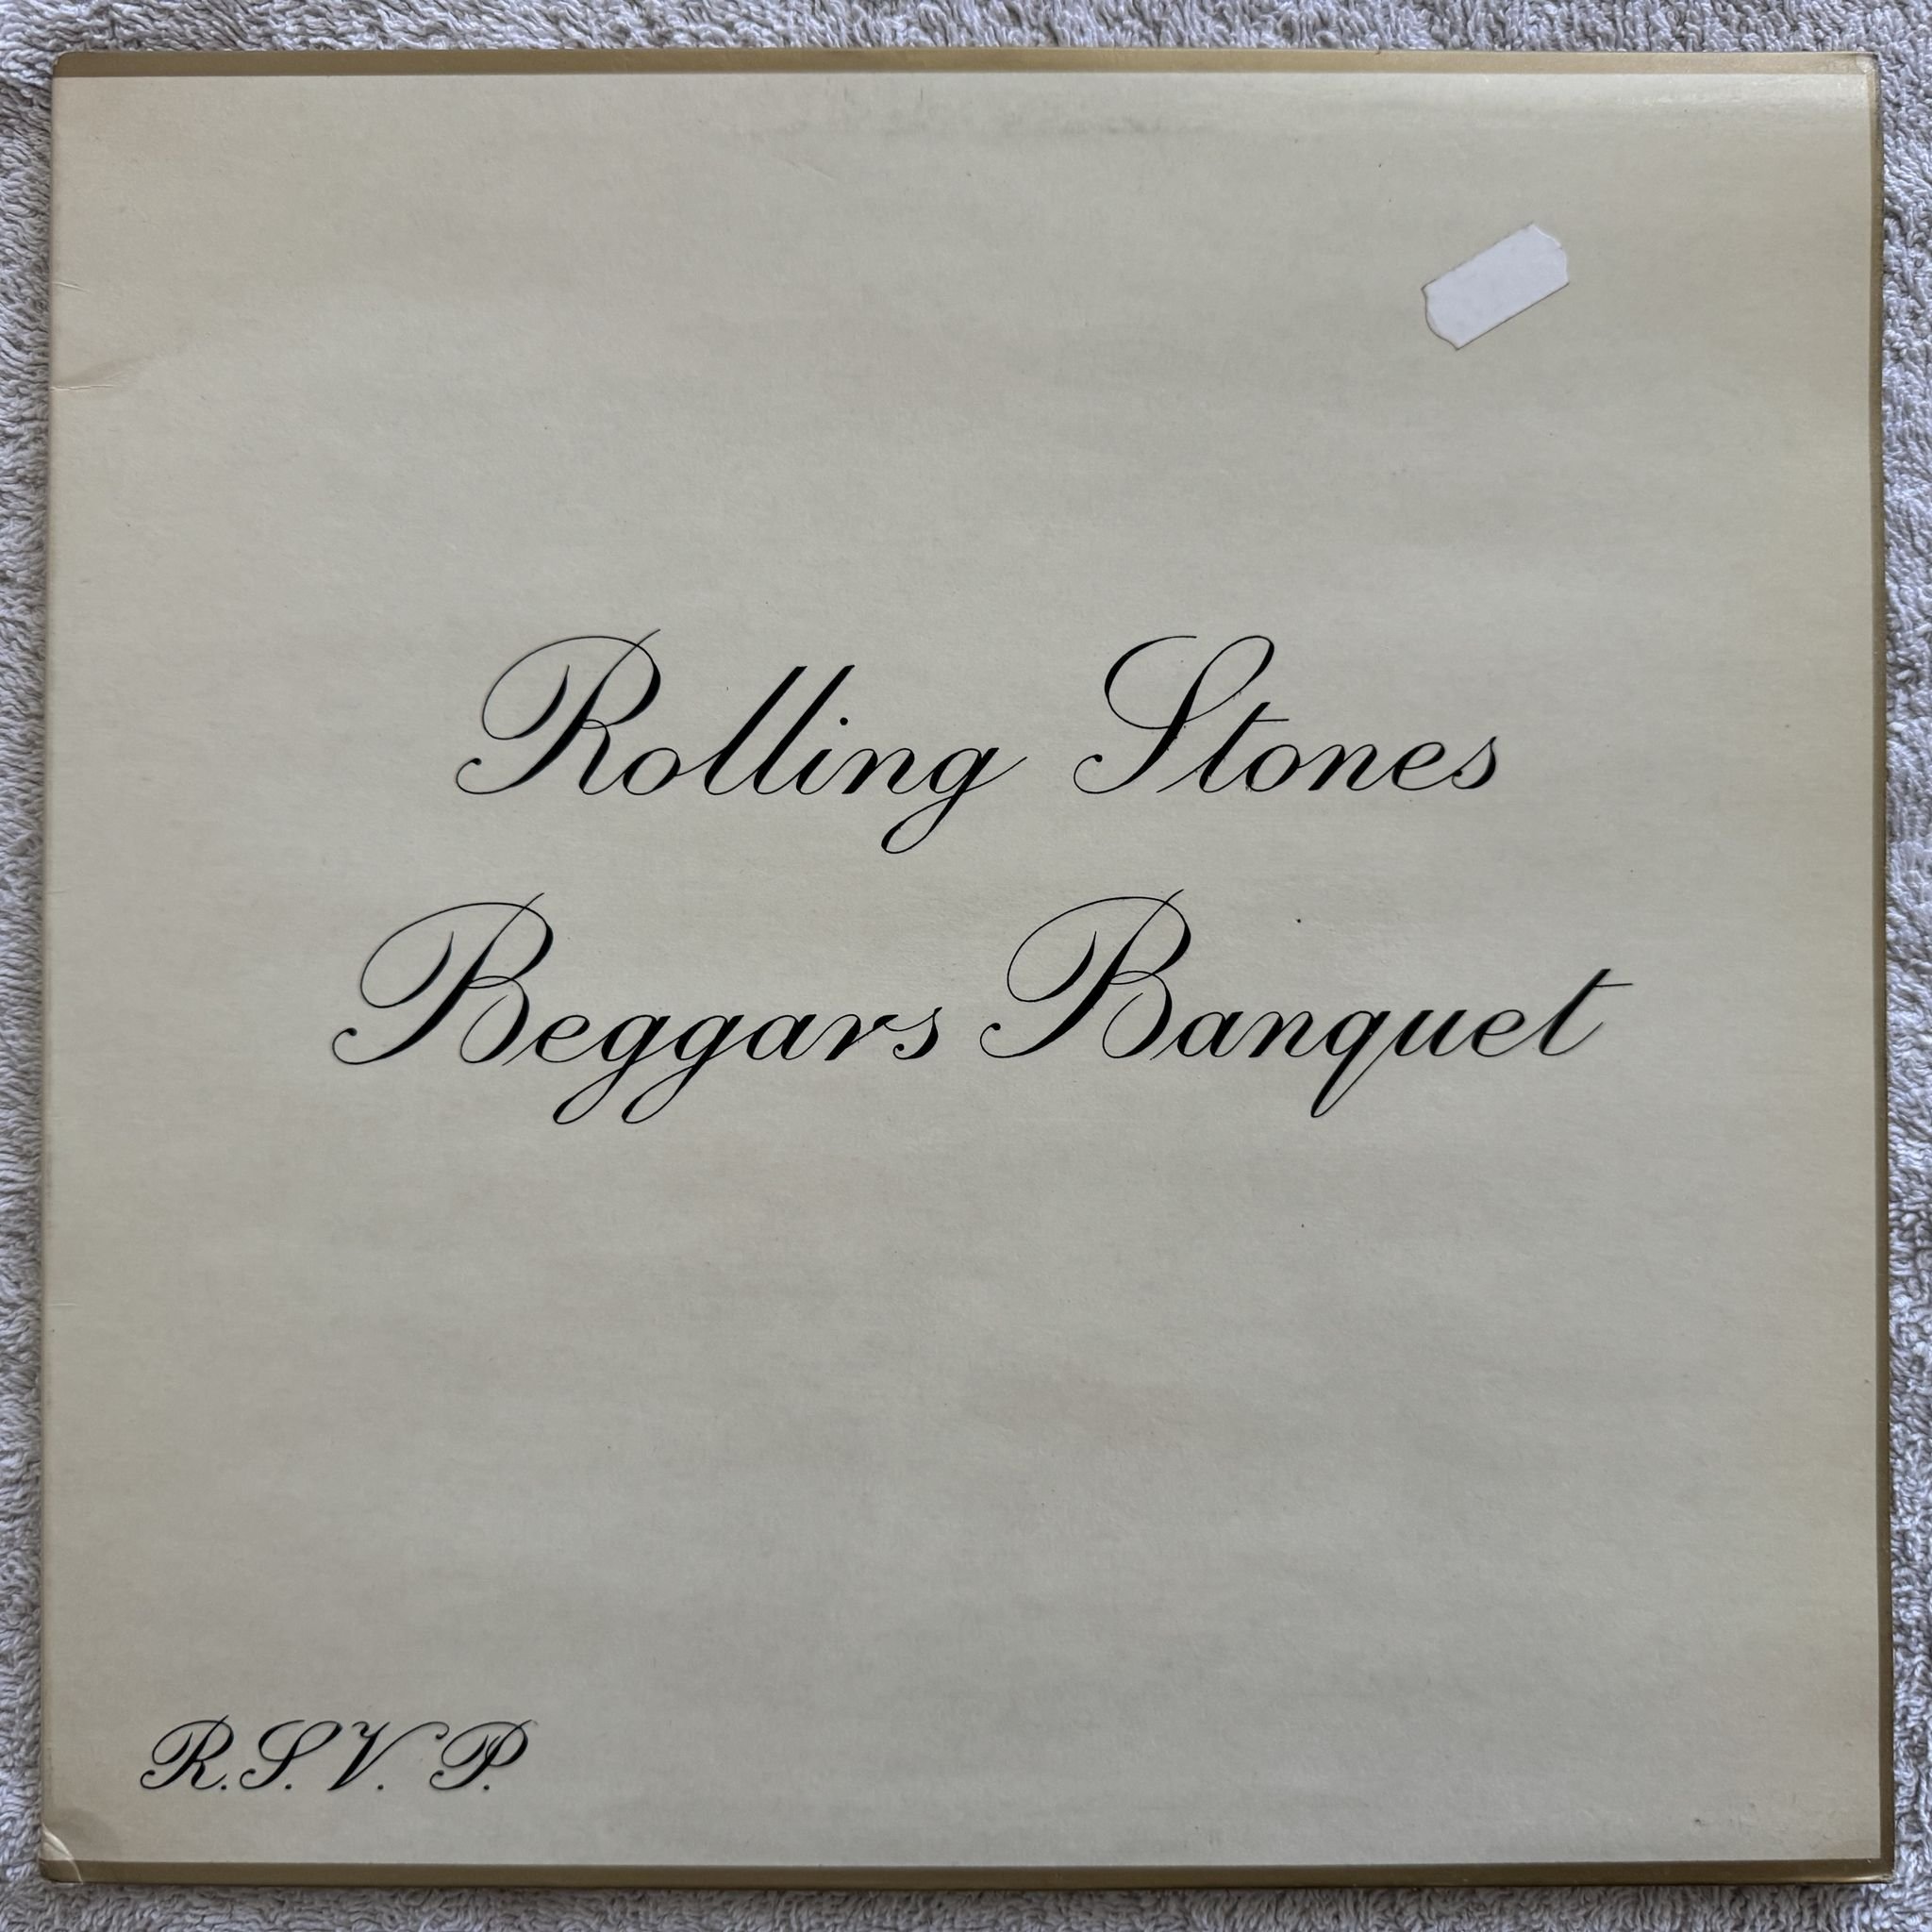 Rolling Stones
Beggars Banquet
R.S.V.P.